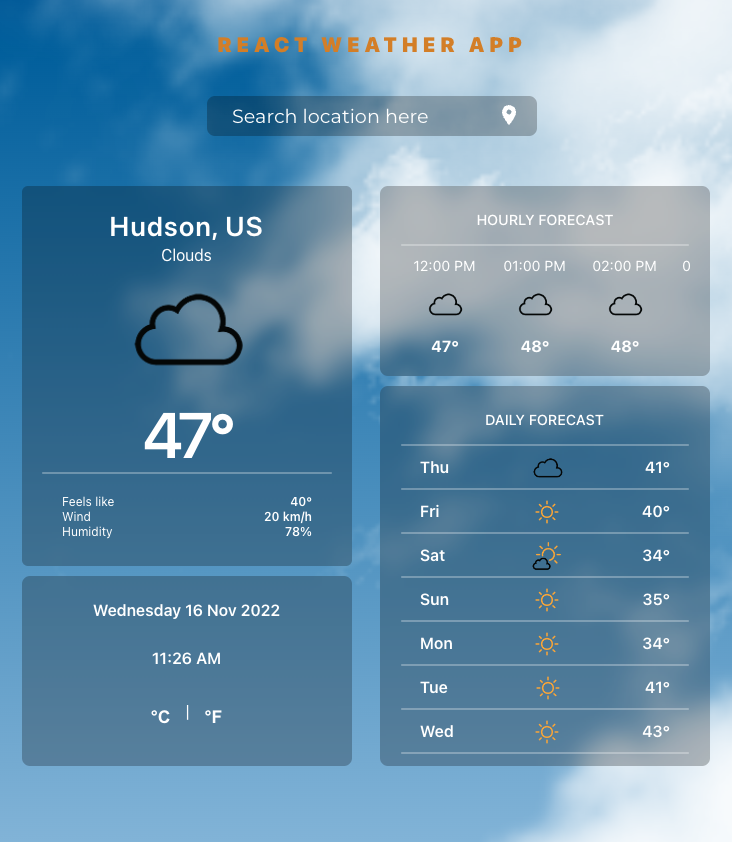 REACT WEATHER APP
Search location here
Hudson, US
Clouds
47°
Feels like 40°
Wind 20 km/h
Humidity 78%
Wednesday 16 Nov 2022
11:26 AM
°C | °F
HOURLY FORECAST
12:00 PM 01:00 PM 02:00 PM 0
47° 48° 48°
DAILY FORECAST
Thu 41°
Fri 40°
Sat 34°
Sun 35°
Mon 34°
Tue 41°
Wed 43°